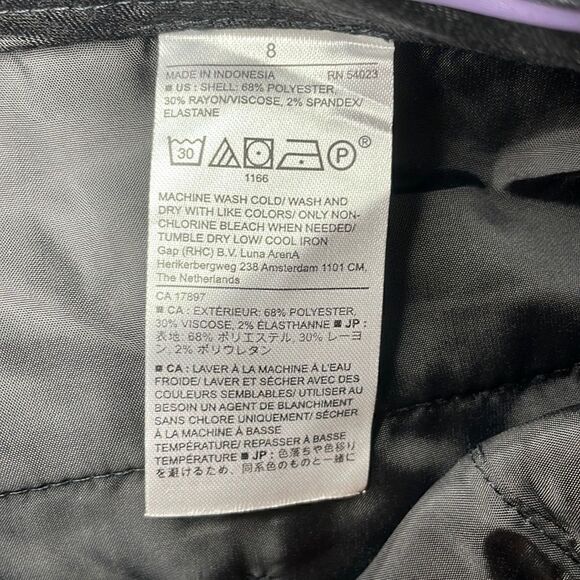 8
MADE IN INDONESIA RN 54023
US : SHELL: 68% POLYESTER,
30% RAYON/VISCOSE, 2% SPANDEX/
ELASTANE
30 P ®
1166
MACHINE WASH COLD/ WASH AND
DRY WITH LIKE COLORS/ ONLY NON-
CHLORINE BLEACH WHEN NEEDED/
TUMBLE DRY LOW/ COOL IRON
Gap (RHC) B.V. Luna ArenA
Herikerbergweg 238 Amsterdam 1101 CM,
The Netherlands
CA 17897
CA : EXTÉRIEUR: 68% POLYESTER,
30% VISCOSE, 2% ÉLASTHANNE JP :
表地: 68% ポリエステル, 30% レーヨ
ン, 2% ポリウレタン
CA : LAVER À LA MACHINE À L'EAU
FROIDE/ LAVER ET SÉCHER AVEC DES
COULEURS SEMBLABLES/ UTILISER AU
BESOIN UN AGENT DE BLANCHIMENT
SANS CHLORE UNIQUEMENT/ SÉCHER
À LA MACHINE À BASSE
TEMPÉRATURE/ REPASSER À BASSE
TEMPÉRATURE JP : 色落ちや色移り
を避けるため、同系色のものと一緒に